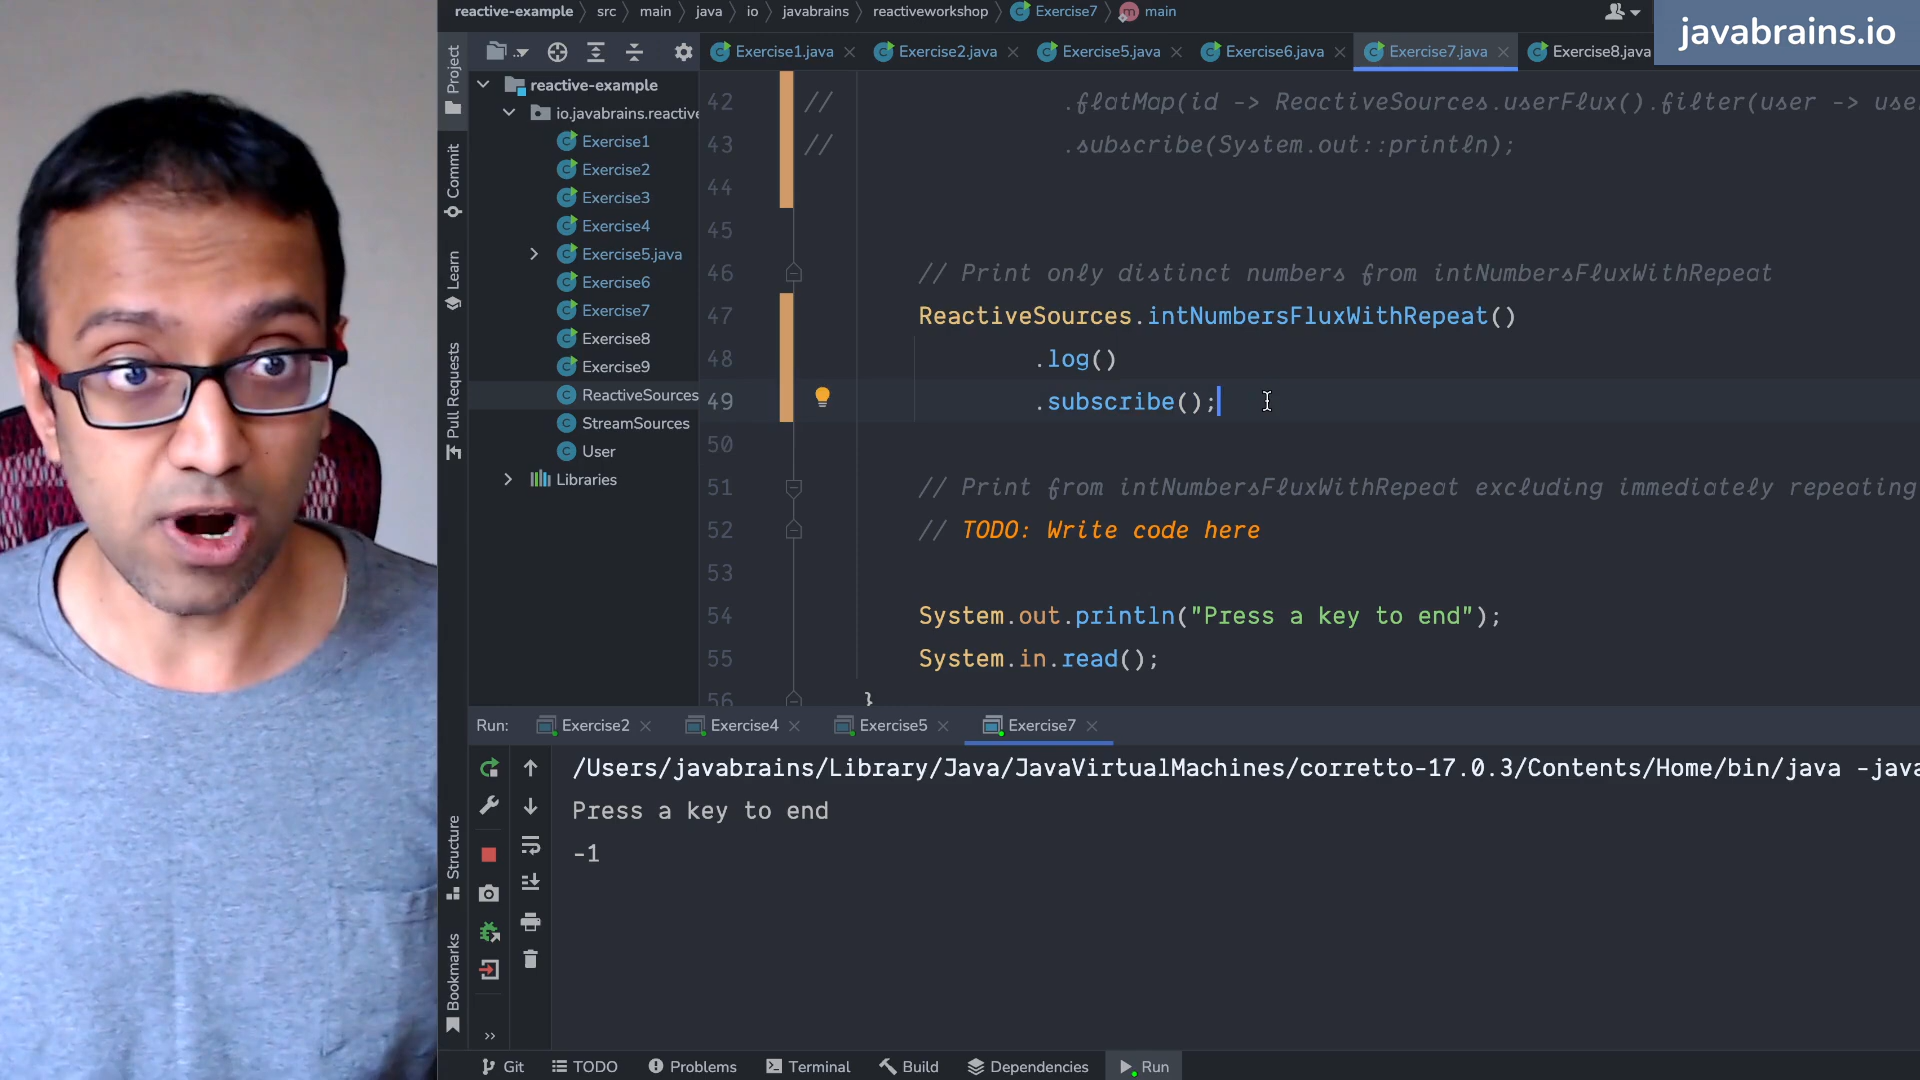 reactive-example src main java io javabrains reactiveworkshop Exercise7 main
javabrains.io
Exercise1.java Exercise2.java Exercise5.java Exercise6.java Exercise7.java Exercise8.java
Project
Commit
Learn
Pull Requests
Structure
Bookmarks
reactive-example
io.javabrains.reactive
Exercise1
Exercise2
Exercise3
Exercise4
Exercise5.java
Exercise6
Exercise7
Exercise8
Exercise9
ReactiveSources
StreamSources
User
Libraries
42 // .flatMap(id -> ReactiveSources.userFlux().filter(user -> use
43 // .subscribe(System.out::println);
44
45
46 // Print only distinct numbers from intNumbersFluxWithRepeat
47 ReactiveSources.intNumbersFluxWithRepeat()
48 .log()
49 .subscribe();
50
51 // Print from intNumbersFluxWithRepeat excluding immediately repeating
52 // TODO: Write code here
53
54 System.out.println("Press a key to end");
55 System.in.read();
56 }
Run: Exercise2 Exercise4 Exercise5 Exercise7
/Users/javabrains/Library/Java/JavaVirtualMachines/corretto-17.0.3/Contents/Home/bin/java -java
Press a key to end
-1
Git TODO Problems Terminal Build Dependencies Run